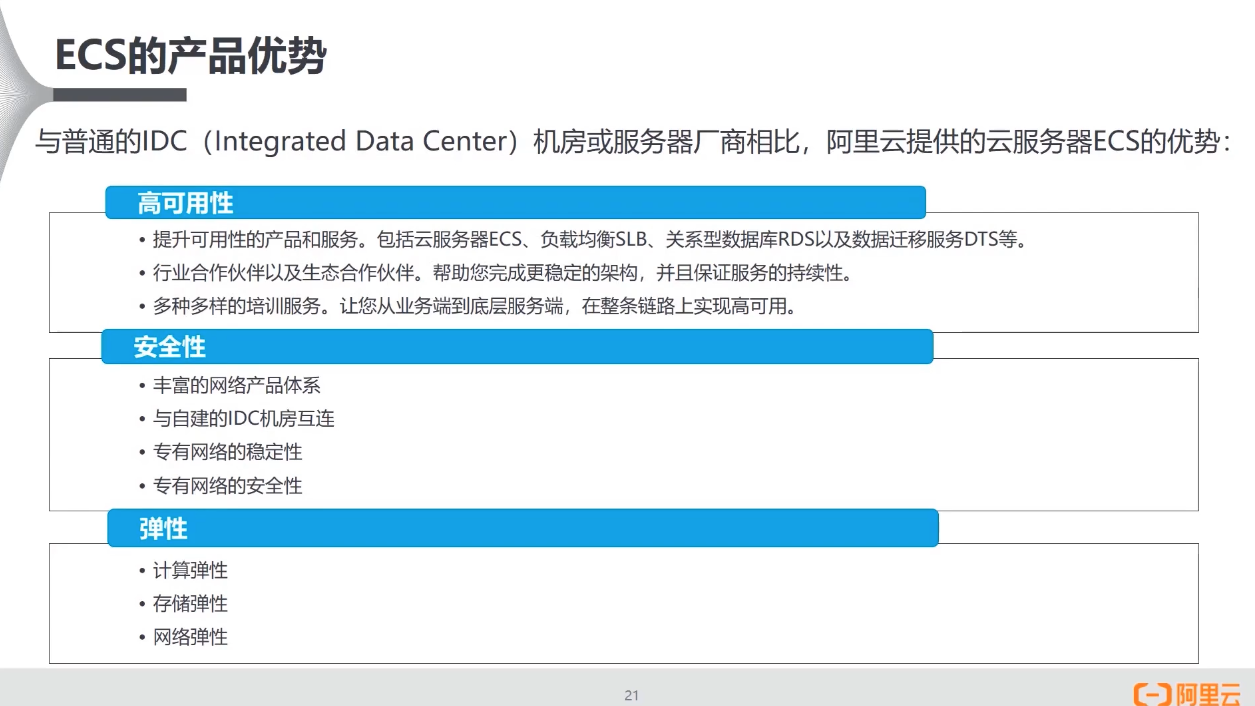 ECS的产品优势
与普通的IDC（Integrated Data Center）机房或服务器厂商相比，阿里云提供的云服务器ECS的优势：
高可用性
• 提升可用性的产品和服务。包括云服务器ECS、负载均衡SLB、关系型数据库RDS以及数据迁移服务DTS等。
• 行业合作伙伴以及生态合作伙伴。帮助您完成更稳定的架构，并且保证服务的持续性。
• 多种多样的培训服务。让您从业务端到底层服务端，在整条链路上实现高可用。
安全性
• 丰富的网络产品体系
• 与自建的IDC机房互连
• 专有网络的稳定性
• 专有网络的安全性
弹性
• 计算弹性
• 存储弹性
• 网络弹性
21
阿里云